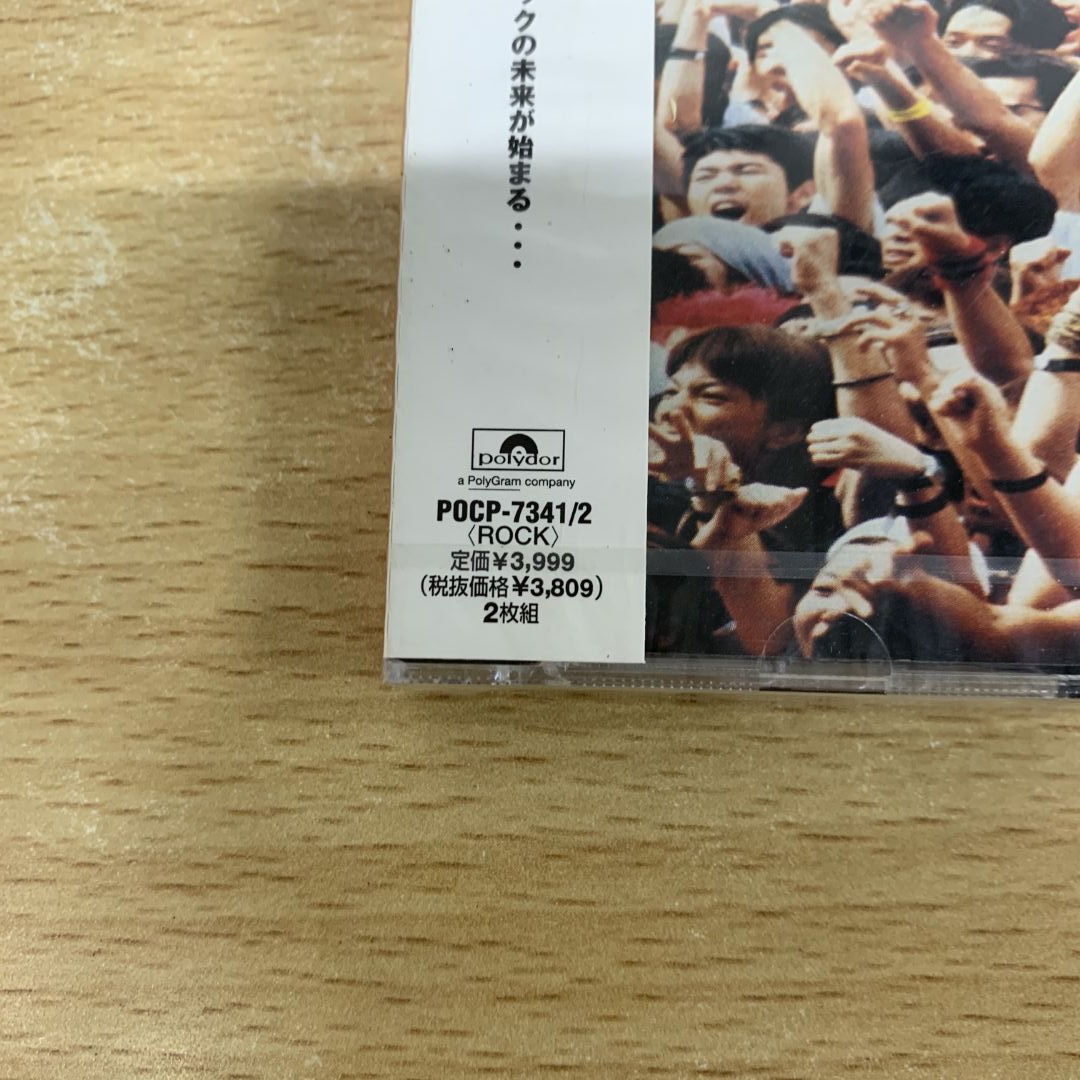 クの未来が始まる・・・
polydor
a PolyGram company
POCP-7341/2
〈ROCK〉
定価¥3,999
(税抜価格¥3,809)
2枚組